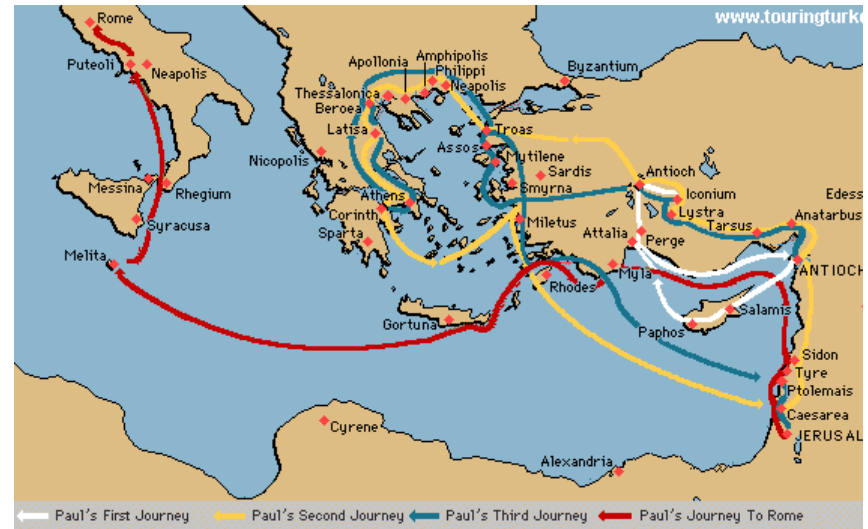 www.touringturke
Rome
Puteoli
Neapolis
Apollonia
Amphipolis
Philippi
Neapolis
Byzantium
Thessalonica
Beroea
Latisa
Troas
Assos
Mytilene
Nicopolis
Sardis
Smyrna
Antioch
Iconium
Lystra
Edess
Anatarbus
Tarsus
Messina
Rhegium
Athens
Corinth
Sparta
Miletus
Attalia
Perge
Syracusa
Melita
ANTIOCH
Rhodes
Myla
Salamis
Paphos
Gortuna
Sidon
Tyre
Ptolemais
Caesarea
JERUSAL
Cyrene
Alexandria
Paul's First Journey
Paul's Second Journey
Paul's Third Journey
Paul's Journey To Rome